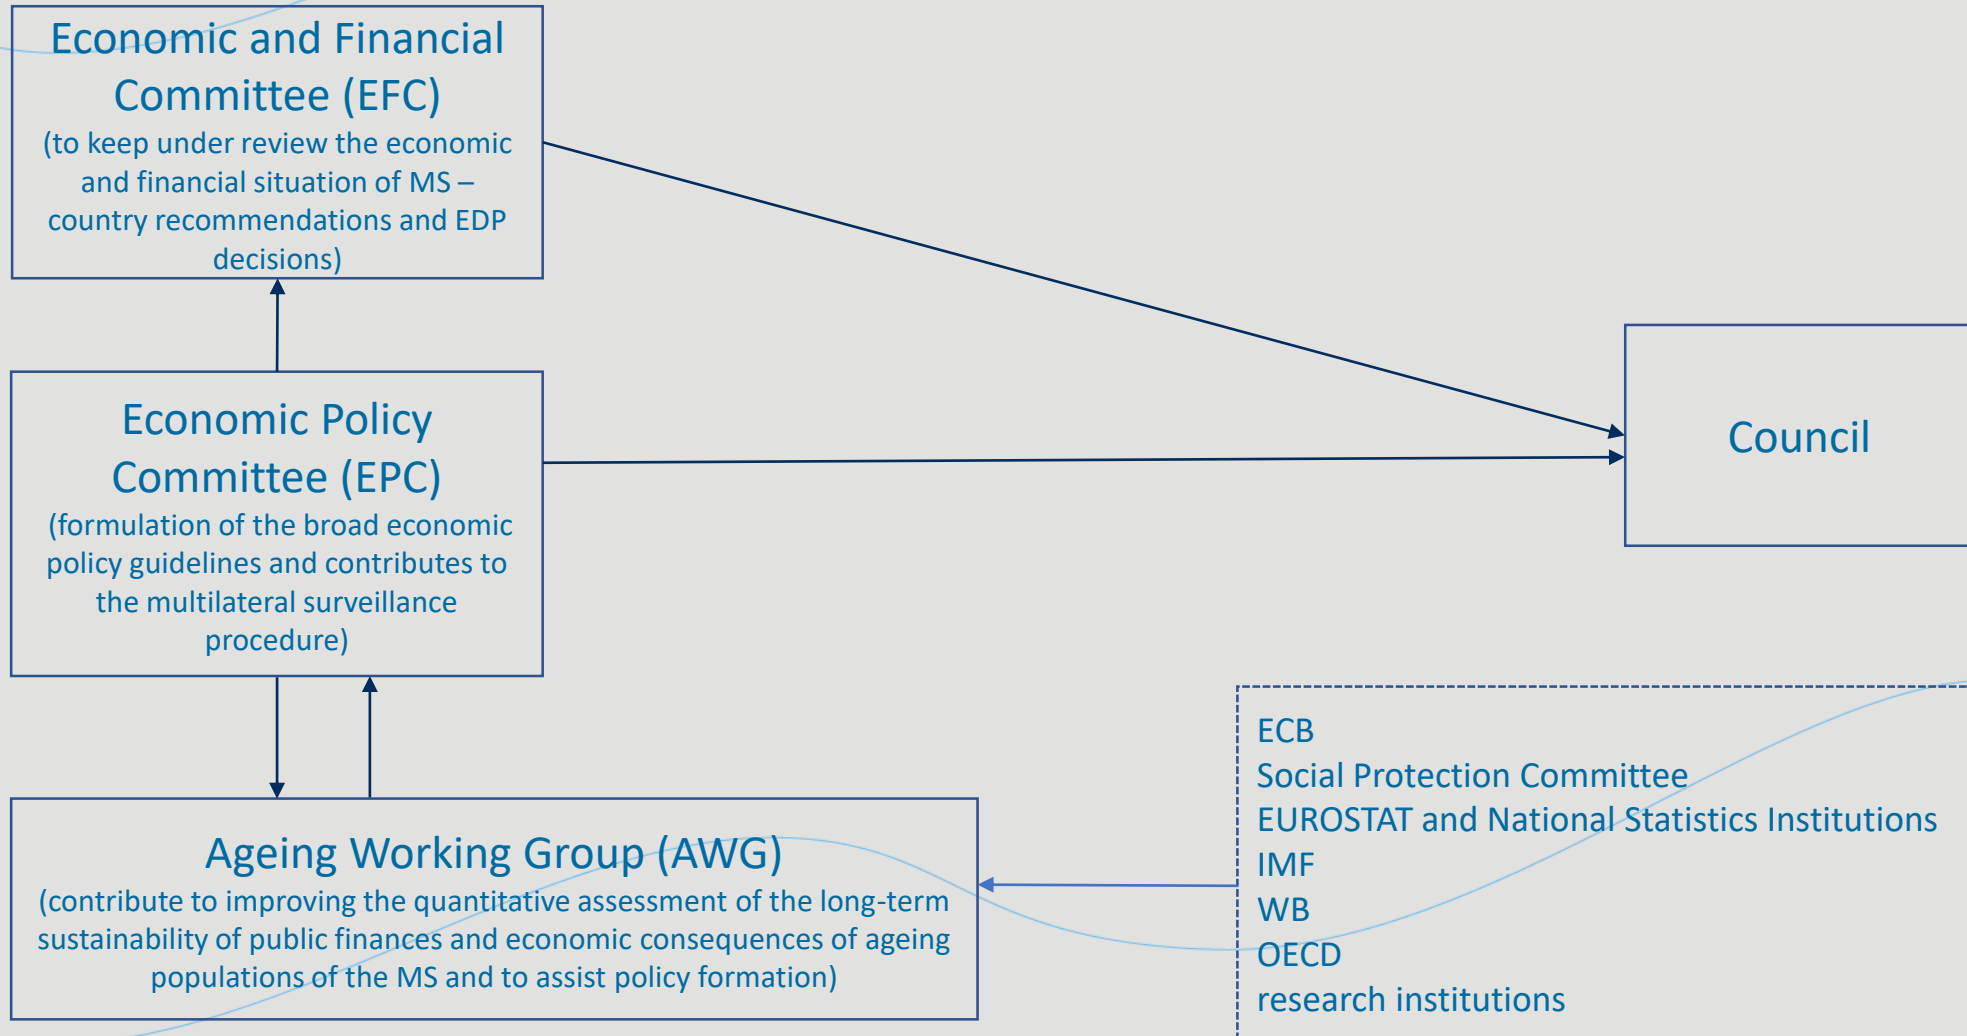 Economic and Financial
Committee (EFC)
(to keep under review the economic
and financial situation of MS –
country recommendations and EDP
decisions)
Economic Policy
Committee (EPC)
(formulation of the broad economic
policy guidelines and contributes to
the multilateral surveillance
procedure)
Council
Ageing Working Group (AWG)
(contribute to improving the quantitative assessment of the long-term
sustainability of public finances and economic consequences of ageing
populations of the MS and to assist policy formation)
ECB
Social Protection Committee
EUROSTAT and National Statistics Institutions
IMF
WB
OECD
research institutions